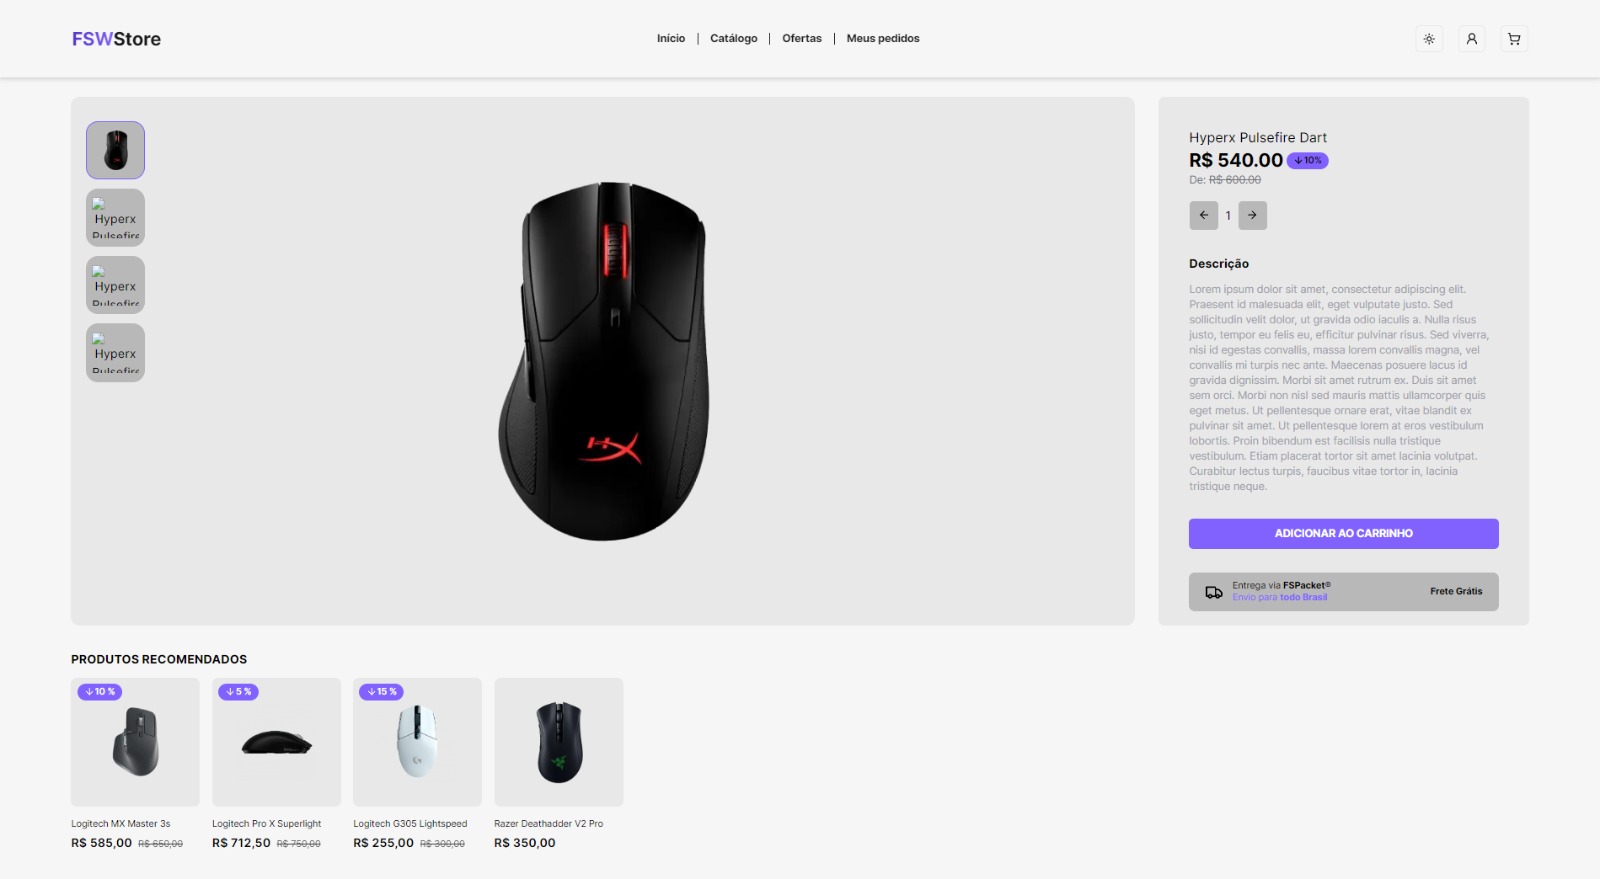 FSWStore
Início | Catálogo | Ofertas | Meus pedidos
Hyperx Pulsefire
Hyperx Pulsefire
Hyperx Pulsefire
HX
Hyperx Pulsefire Dart
R$ 540.00 ↓10%
De: R$ 600.00
← 1 →
Descrição
Lorem ipsum dolor sit amet, consectetur adipiscing elit.
Praesent id malesuada elit, eget vulputate justo. Sed
sollicitudin velit dolor, ut gravida odio iaculis a. Nulla risus
justo, tempor eu felis eu, efficitur pulvinar risus. Sed viverra,
nisi id egestas convallis, massa lorem convallis magna, vel
convallis mi turpis nec ante. Maecenas posuere lacus id
gravida dignissim. Morbi sit amet rutrum ex. Duis sit amet
sem orci. Morbi non nisl sed mauris mattis ullamcorper quis
eget metus. Ut pellentesque ornare erat, vitae blandit ex
pulvinar sit amet. Ut pellentesque lorem at eros vestibulum
lobortis. Proin bibendum est facilisis nulla tristique
vestibulum. Etiam placerat tortor sit amet lacinia volutpat.
Curabitur lectus turpis, faucibus vitae tortor in, lacinia
tristique neque.
ADICIONAR AO CARRINHO
Entrega via FSPacket®
Envio para todo Brasil
Frete Grátis
PRODUTOS RECOMENDADOS
↓10 %
↓5 %
↓15 %
Logitech MX Master 3s
R$ 585,00 R$ 650,00
Logitech Pro X Superlight
R$ 712,50 R$ 750,00
Logitech G305 Lightspeed
R$ 255,00 R$ 300,00
Razer Deathadder V2 Pro
R$ 350,00